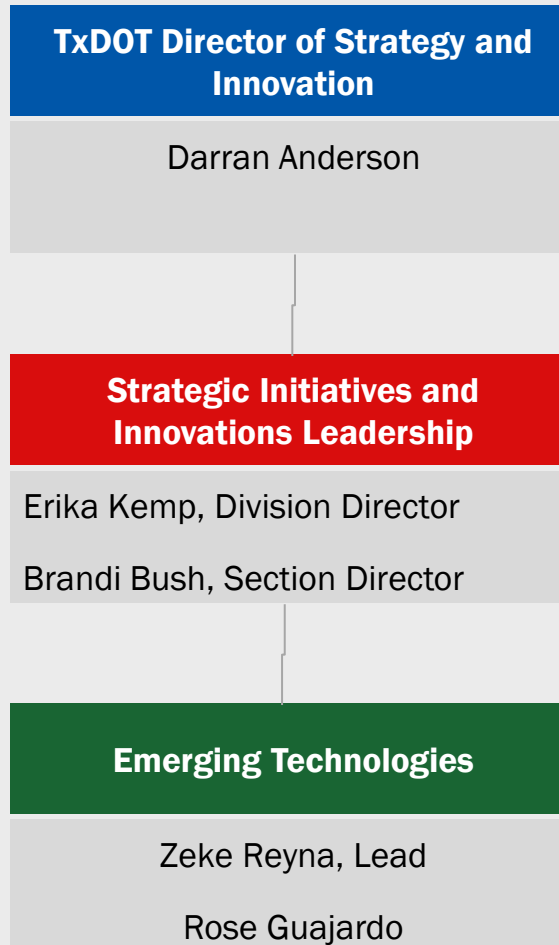 TxDOT Director of Strategy and
Innovation
Darran Anderson
Strategic Initiatives and
Innovations Leadership
Erika Kemp, Division Director
Brandi Bush, Section Director
Emerging Technologies
Zeke Reyna, Lead
Rose Guajardo